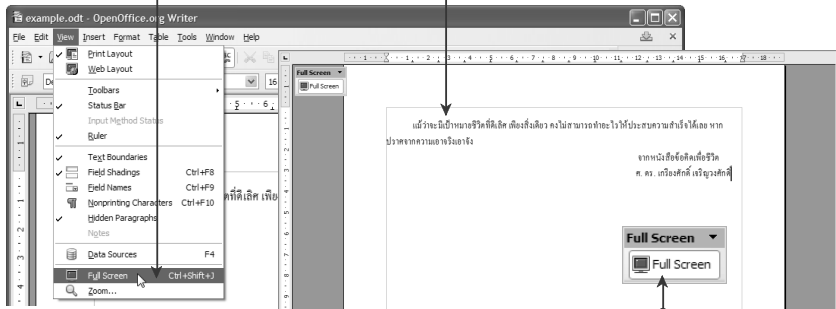 example.odt - OpenOffice.org Writer
File Edit View Insert Format Table Tools Window Help
Print Layout
Web Layout
Toolbars
Status Bar
Input Method Status
Ruler
Text Boundaries
Field Shadings Ctrl+F8
Field Names Ctrl+F9
Nonprinting Characters Ctrl+F10
Hidden Paragraphs
Notes
Data Sources F4
Full Screen Ctrl+Shift+J
Zoom...
16
Full Screen
Full Screen
แม้ว่าจะมีเป้าหมายชีวิตที่ดีเลิศ เพียงสิ่งเดียว คงไม่สามารถทำอะไรให้ประสบความสำเร็จได้เลย หาก
ปราศจากความเอาจริงเอาจัง
จากหนังสือข้อคิดเพื่อชีวิต
ศ. ดร. เกรียงศักดิ์ เจริญวงศักดิ์
Full Screen
Full Screen